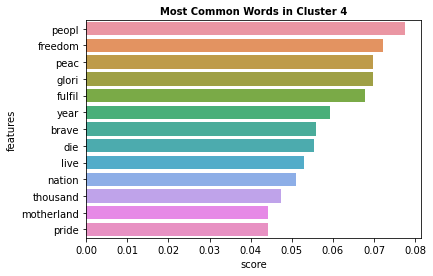 Most Common Words in Cluster 4
peopl
freedom
peac
glori
fulfil
year
brave
die
live
nation
thousand
motherland
pride
features
0.00 0.01 0.02 0.03 0.04 0.05 0.06 0.07 0.08
score